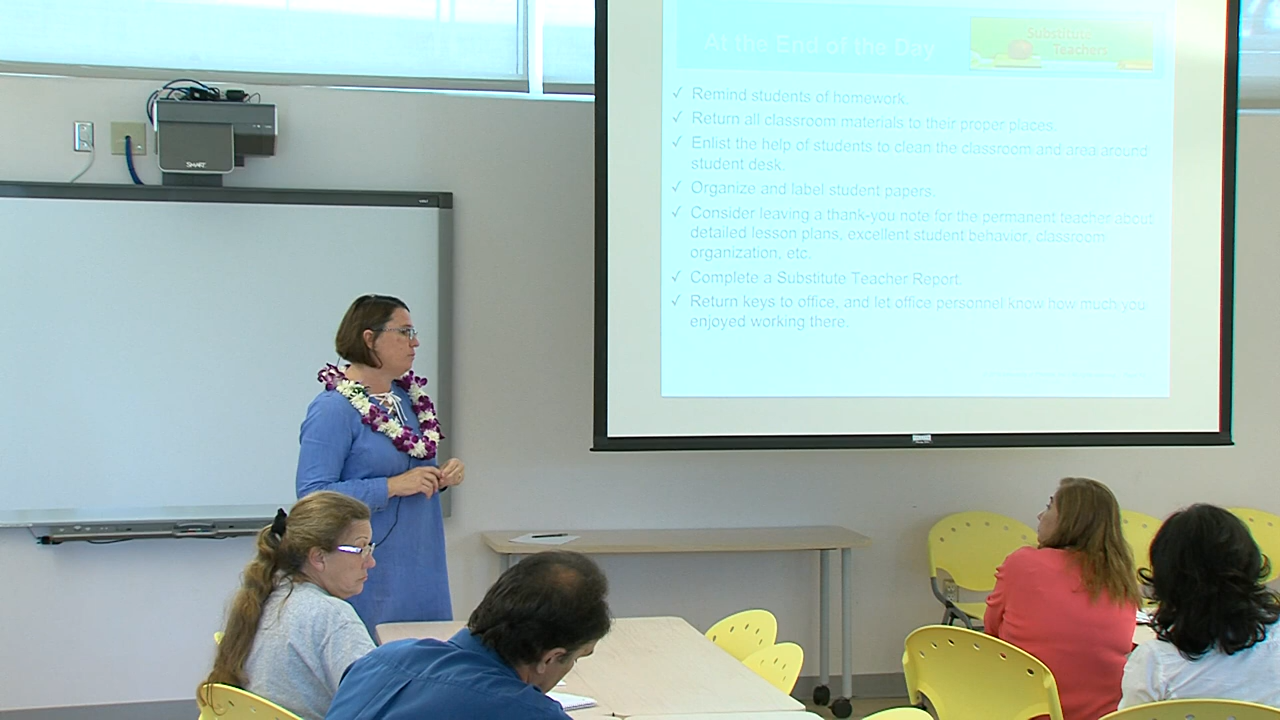 At the End of the Day
Substitute
Teachers
✓ Remind students of homework.
✓ Return all classroom materials to their proper places.
✓ Enlist the help of students to clean the classroom and area around
student desk.
✓ Organize and label student papers.
✓ Consider leaving a thank-you note for the permanent teacher about
detailed lesson plans, excellent student behavior, classroom
organization, etc.
✓ Complete a Substitute Teacher Report.
✓ Return keys to office, and let office personnel know how much you
enjoyed working there.
SMART